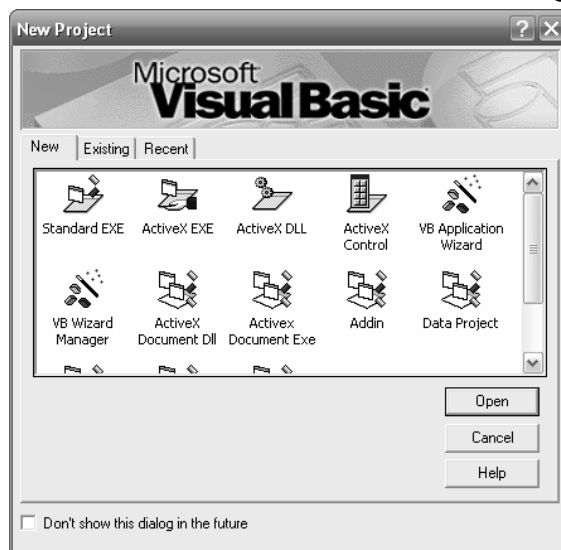 New Project
Microsoft
Visual Basic
New Existing Recent
Standard EXE ActiveX EXE ActiveX DLL ActiveX Control VB Application Wizard
VB Wizard Manager ActiveX Document Dll Activex Document Exe Addin Data Project
Open
Cancel
Help
Don't show this dialog in the future